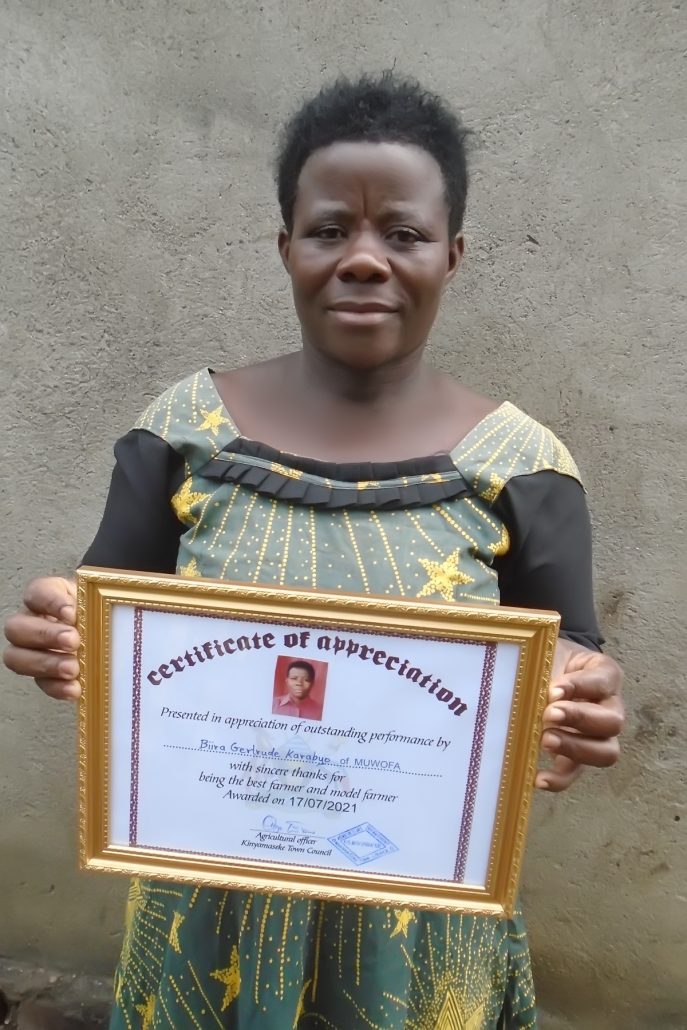 certificate of appreciation
Presented in appreciation of outstanding performance by
Biira Gertrude Karabyo of MUWOFA
with sincere thanks for
being the best farmer and model farmer
Awarded on 17/07/2021
Agricultural officer
Kinyamaseke Town Council